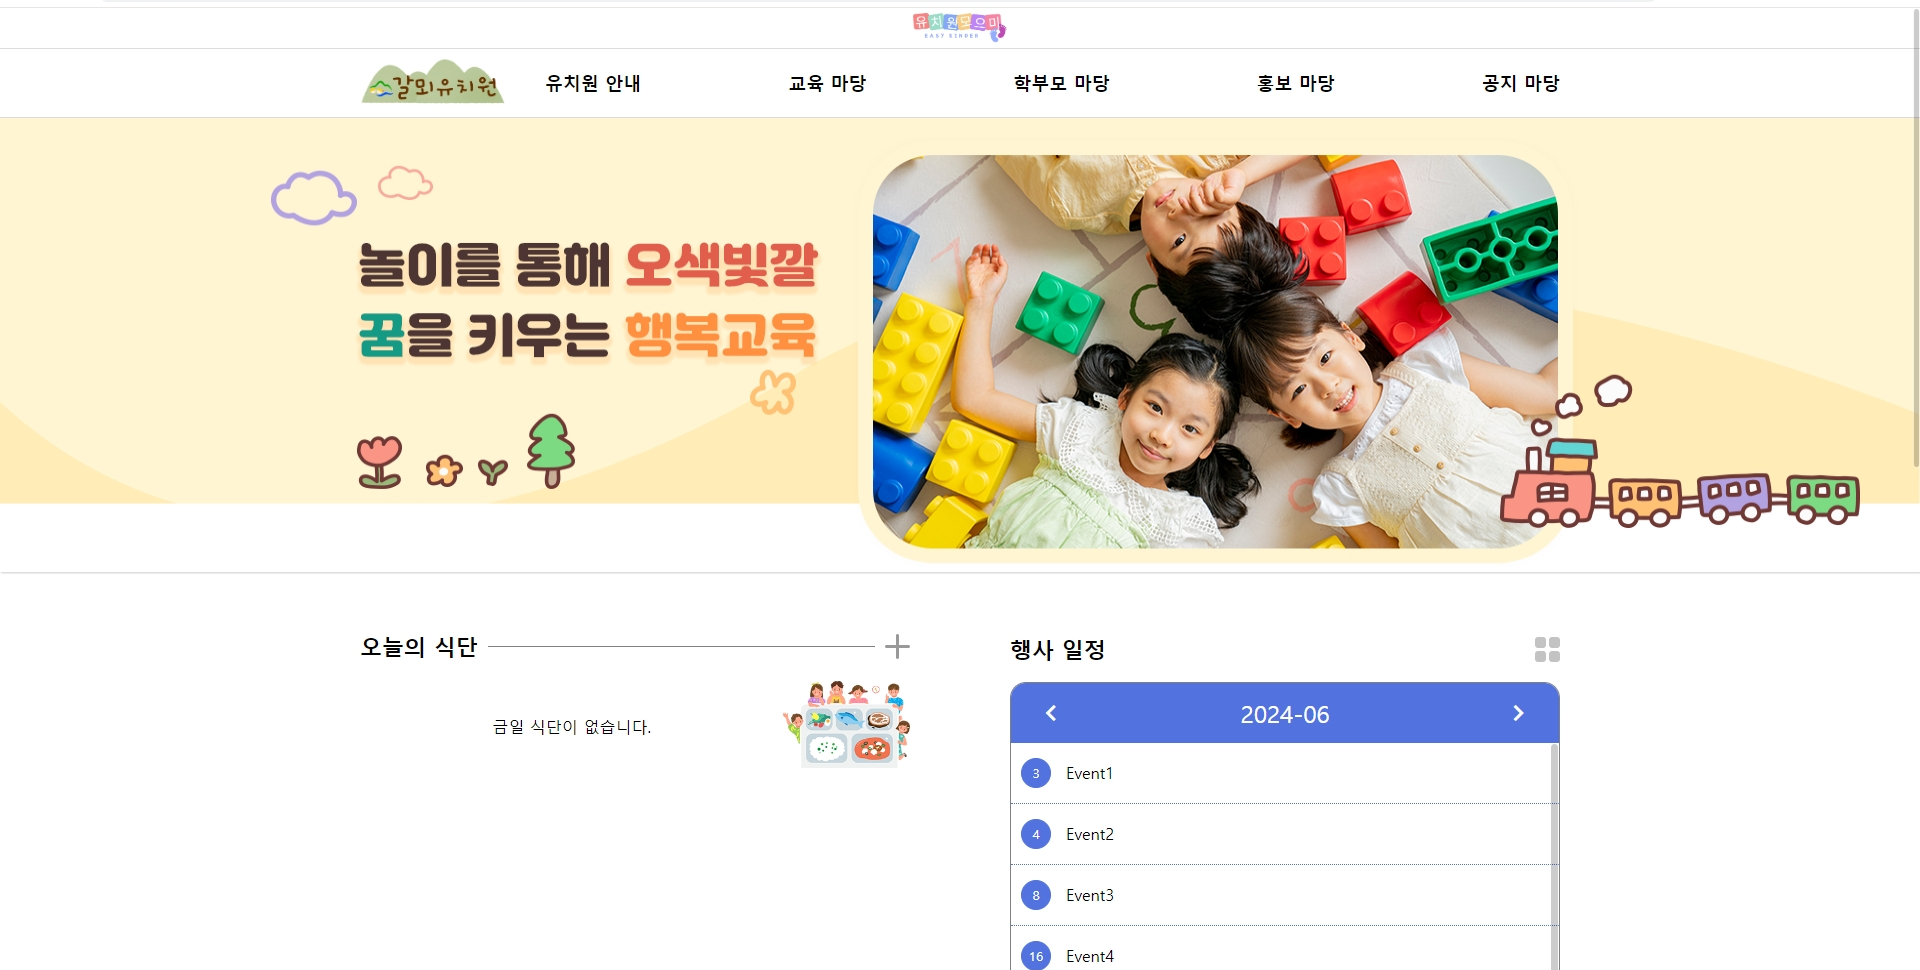 유치원모으미
EASY KINDER
갈뫼유치원
유치원 안내
교육 마당
학부모 마당
홍보 마당
공지 마당
놀이를 통해 오색빛깔
꿈을 키우는 행복교육
오늘의 식단
금일 식단이 없습니다.
행사 일정
2024-06
3 Event1
4 Event2
8 Event3
16 Event4